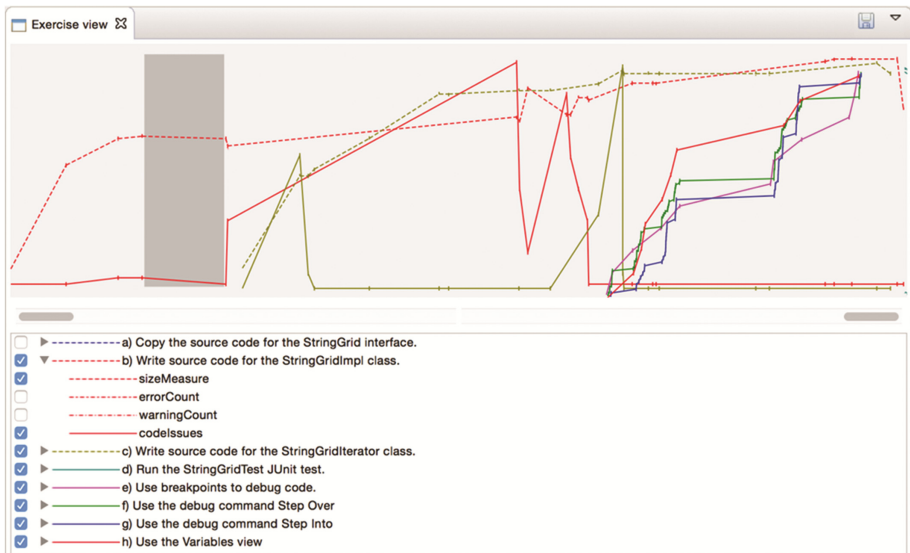 Exercise view
a) Copy the source code for the StringGrid interface.
b) Write source code for the StringGridImpl class.
sizeMeasure
errorCount
warningCount
codeIssues
c) Write source code for the StringGridIterator class.
d) Run the StringGridTest JUnit test.
e) Use breakpoints to debug code.
f) Use the debug command Step Over
g) Use the debug command Step Into
h) Use the Variables view